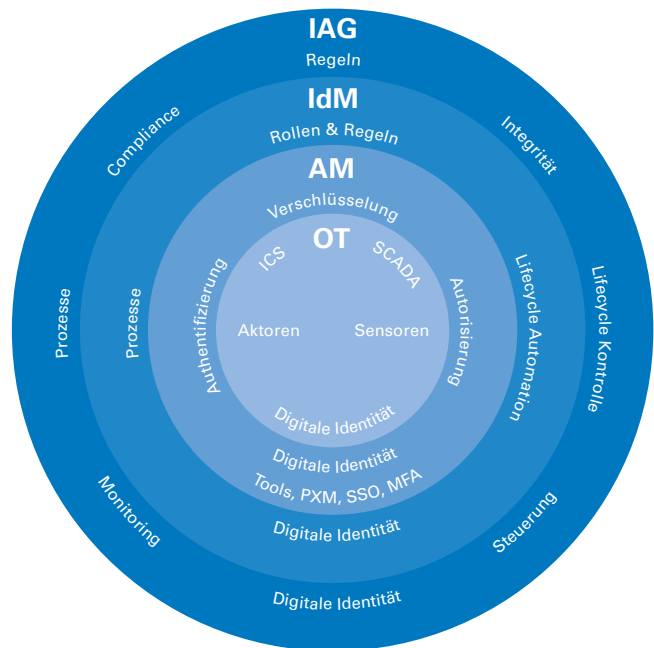 IAG
Regeln
Compliance
Integrität
Prozesse
Lifecycle Kontrolle
Monitoring
Steuerung
Digitale Identität
IdM
Rollen & Regeln
Prozesse
Lifecycle Automation
Digitale Identität
AM
Verschlüsselung
Authentifizierung
Autorisierung
Digitale Identität
Tools, PXM, SSO, MFA
OT
ICS
SCADA
Aktoren
Sensoren
Digitale Identität